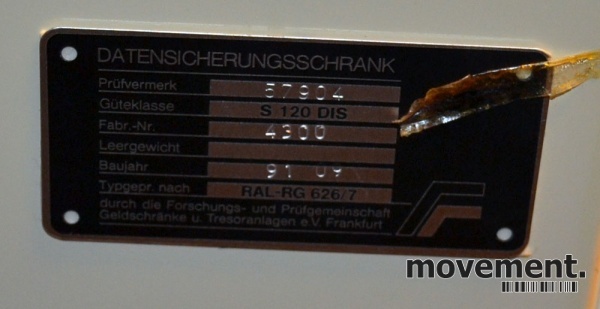 DATENSICHERUNGSSCHRANK
Prüfvermerk 57904
Güteklasse S 120 DIS
Fabr.-Nr. 4300
Leergewicht
Baujahr 91 09
Typgepr. nach RAL-RG 626/7
durch die Forschungs- und Prüfgemeinschaft
Geldschränke u. Tresoranlagen e.V. Frankfurt
movement.